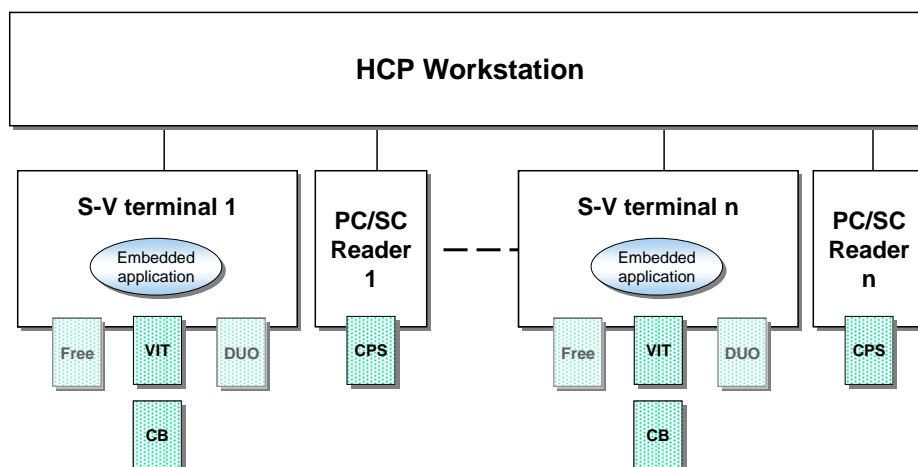 HCP Workstation
S-V terminal 1
Embedded
application
Free
VIT
DUO
CB
PC/SC
Reader
1
CPS
S-V terminal n
Embedded
application
Free
VIT
DUO
CB
PC/SC
Reader
n
CPS